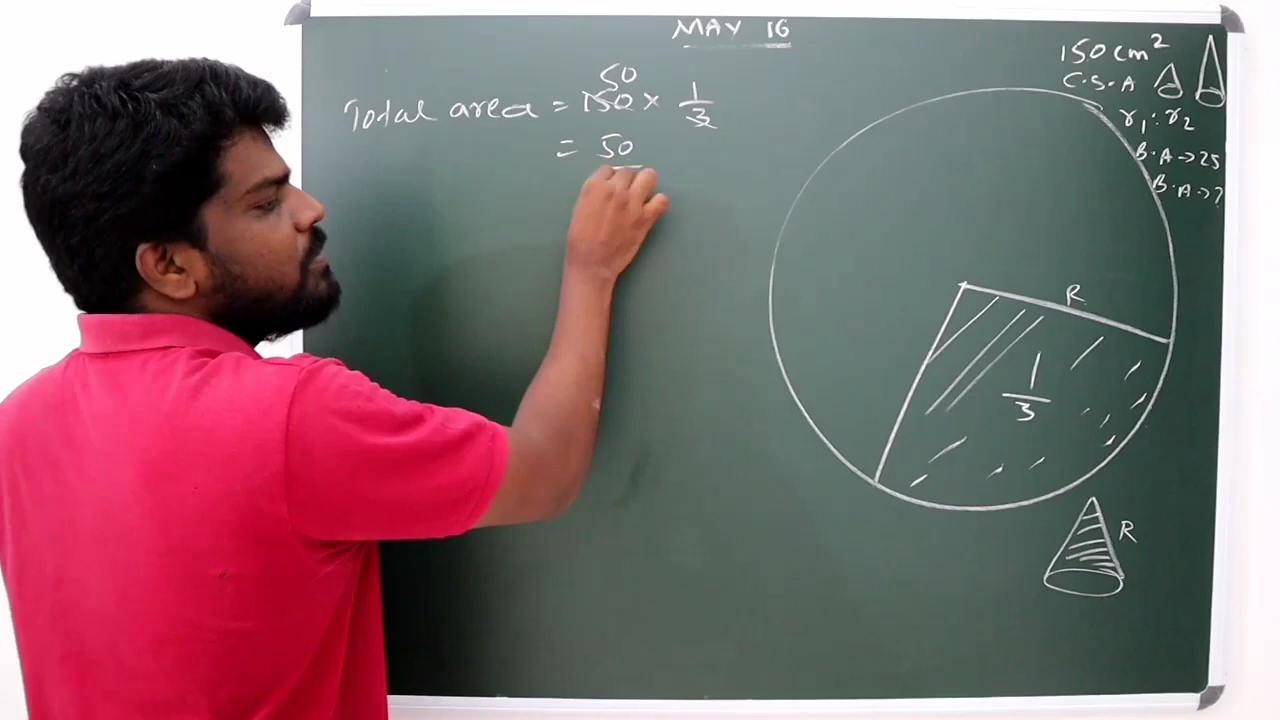 MAY 16
50
Total area = 150 × 1/3
= 50
150 cm²
C.S.A
r₁ : r₂
B.A → 25
B.A → ?
R
1/3
R